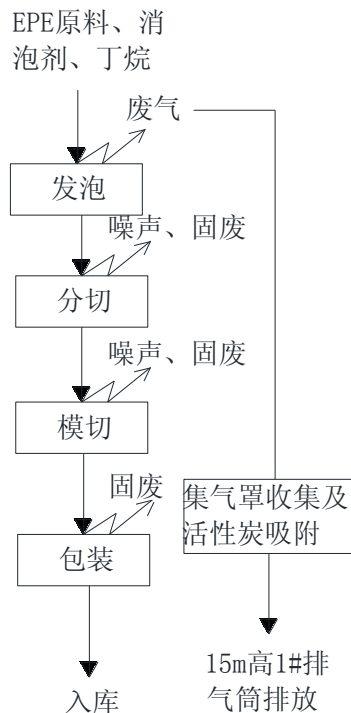 EPE原料、消
泡剂、丁烷
废气
发泡
噪声、固废
分切
噪声、固废
模切
固废
包装
集气罩收集及
活性炭吸附
入库
15m高1#排
气筒排放